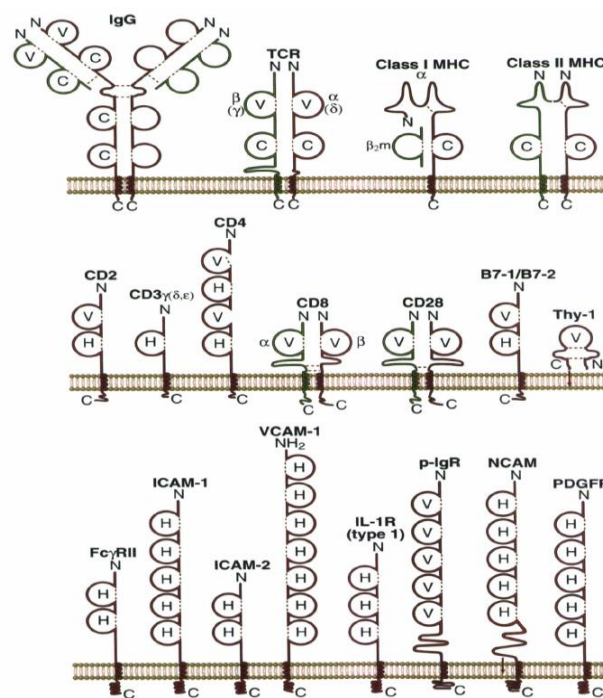 IgG
V C V C
C
C
TCR
N N
β (γ) V V α (δ)
C C
Class I MHC
α
N
β₂m C
Class II MHC
N N
C C
C C C C C C C
CD2
N
V
H
C
CD3γ(δ,ε)
N
H
C
CD4
N
V
H
V
H
C
CD8
N N
α V V β
C C
CD28
N N
V V
C C
B7-1/B7-2
N
V
H
C
Thy-1
V
C N
FcγRII
N
H
H
C
ICAM-1
N
H
H
H
H
H
C
ICAM-2
N
H
H
C
VCAM-1
NH2
H
H
H
H
H
H
H
C
IL-1R
(type 1)
N
H
H
H
C
p-IgR
N
V
V
V
V
V
C
NCAM
N
H
H
H
H
H
C
PDGFR
N
H
H
H
H
H
C